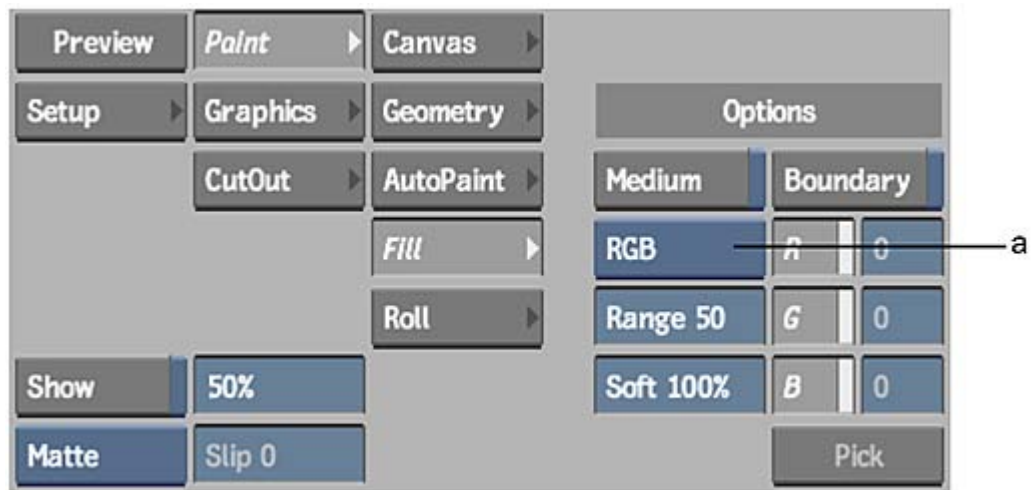 Preview Paint Canvas
Setup Graphics Geometry Options
CutOut AutoPaint Medium Boundary
Fill RGB R 0 a
Roll Range 50 G 0
Show 50% Soft 100% B 0
Matte Slip 0 Pick